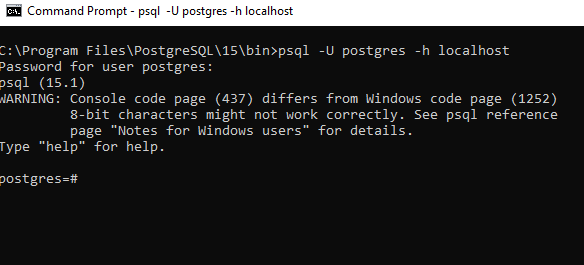 Command Prompt - psql  -U postgres -h localhost
C:\Program Files\PostgreSQL\15\bin>psql -U postgres -h localhost
Password for user postgres:
psql (15.1)
WARNING: Console code page (437) differs from Windows code page (1252)
         8-bit characters might not work correctly. See psql reference
         page "Notes for Windows users" for details.
Type "help" for help.
postgres=#